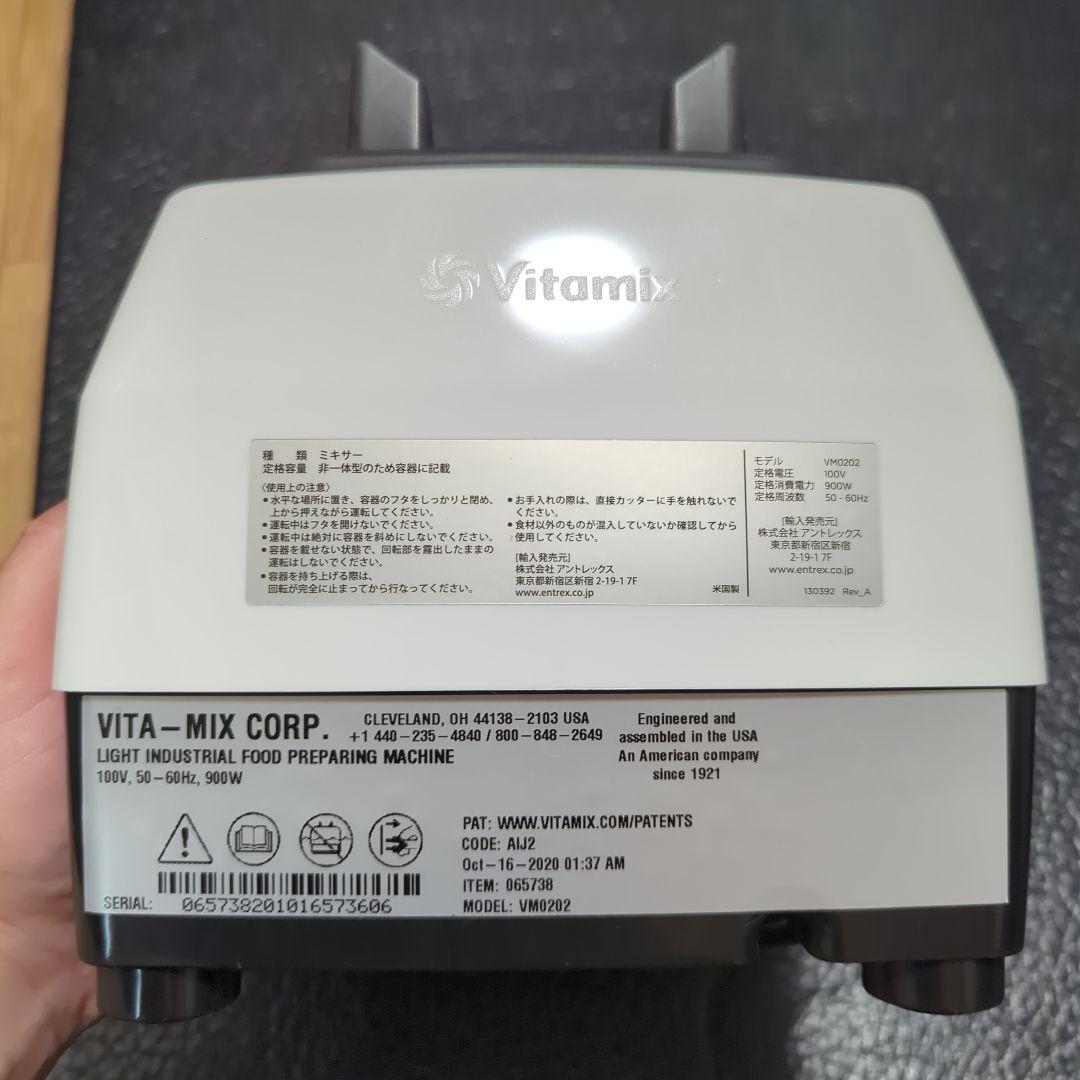 Vitamix
種　類　ミキサー
定格容量　非一体型のため容器に記載
〈使用上の注意〉
●水平な場所に置き、容器のフタをしっかりと閉め、
上から押えながら運転してください。
●運転中はフタを開けないでください。
●運転中は絶対に容器を斜めにしないでください。
●容器を載せない状態で、回転部を露出したままの
運転はしないでください。
●容器を持ち上げる際は、
回転が完全に止まってから行なってください。
●お手入れの際は、直接カッターに手を触れないで
ください。
●食材以外のものが混入していないか確認してから
使用してください。
[輸入発売元]
株式会社 アントレックス
東京都新宿区新宿 2-19-1 7F
www.entrex.co.jp
米国製
モデル　VM0202
定格電圧　100V
定格消費電力　900W
定格周波数　50 - 60Hz
[輸入発売元]
株式会社 アントレックス
東京都新宿区新宿
2-19-1 7F
www.entrex.co.jp
130392 Rev_A
VITA-MIX CORP.
CLEVELAND, OH 44138-2103 USA
+1 440-235-4840 / 800-848-2649
LIGHT INDUSTRIAL FOOD PREPARING MACHINE
100V, 50-60Hz, 900W
Engineered and
assembled in the USA
An American company
since 1921
PAT: WWW.VITAMIX.COM/PATENTS
CODE: AIJ2
Oct-16-2020 01:37 AM
ITEM: 065738
MODEL: VM0202
SERIAL: 065738201016573606